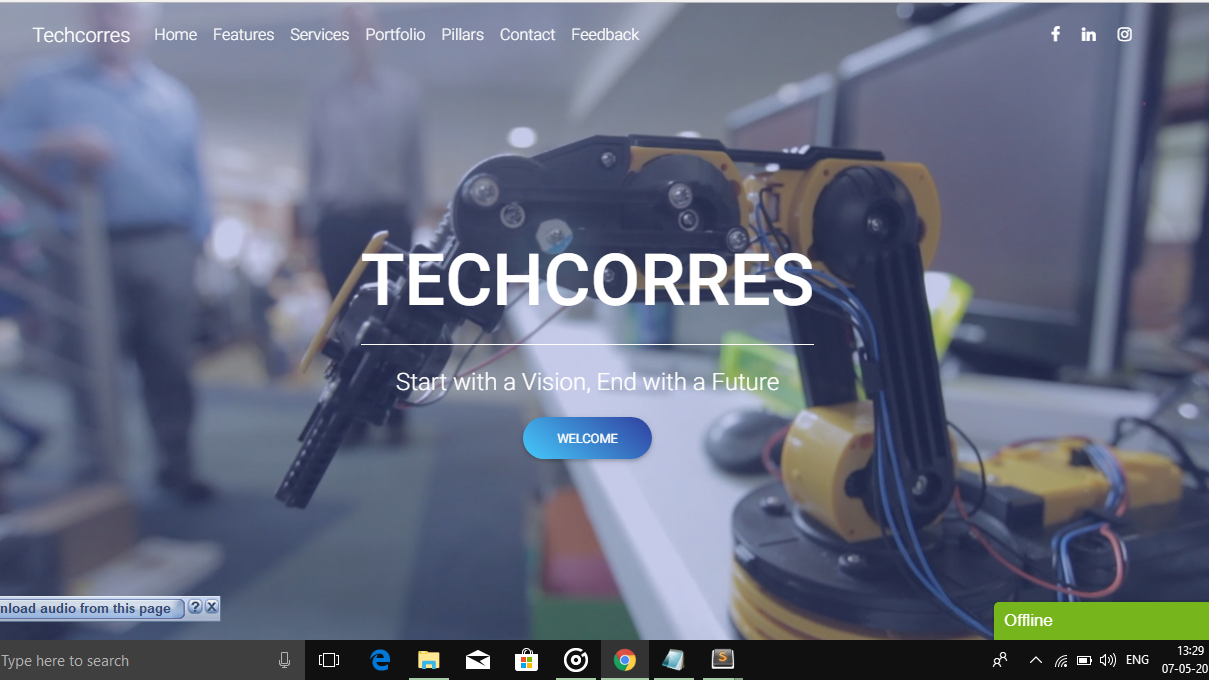 Techcorres Home Features Services Portfolio Pillars Contact Feedback
TECHCORRES
Start with a Vision, End with a Future
WELCOME
nload audio from this page ? X
Offline
Type here to search
S
ENG
13:29
07-05-20